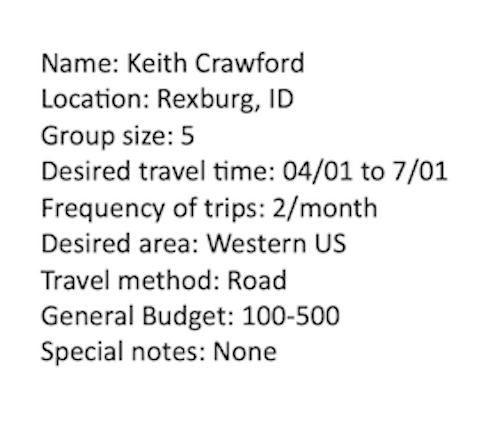 Name: Keith Crawford
Location: Rexburg, ID
Group size: 5
Desired travel time: 04/01 to 7/01
Frequency of trips: 2/month
Desired area: Western US
Travel method: Road
General Budget: 100-500
Special notes: None